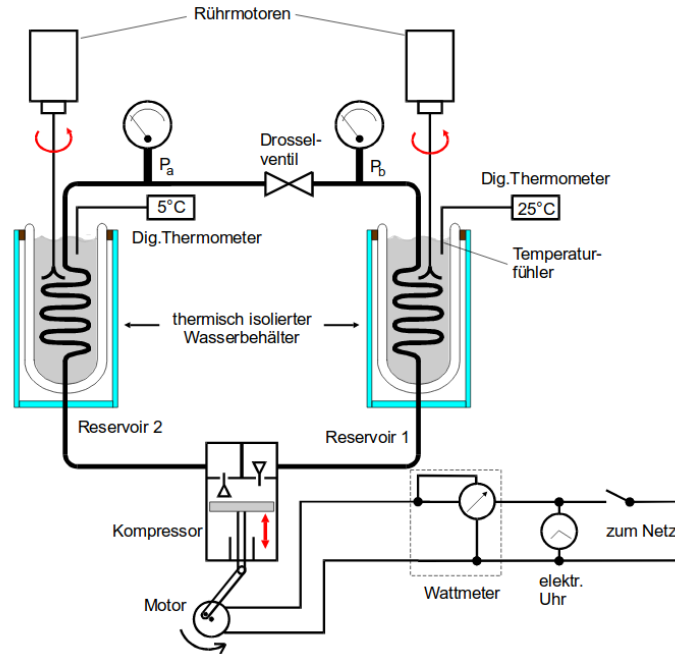 Rührmotoren
Drossel-
ventil
Pa
Pb
Dig.Thermometer
5°C
25°C
Dig.Thermometer
Temperatur-
fühler
thermisch isolierter
Wasserbehälter
Reservoir 2
Reservoir 1
Kompressor
zum Netz
Wattmeter
elektr.
Uhr
Motor